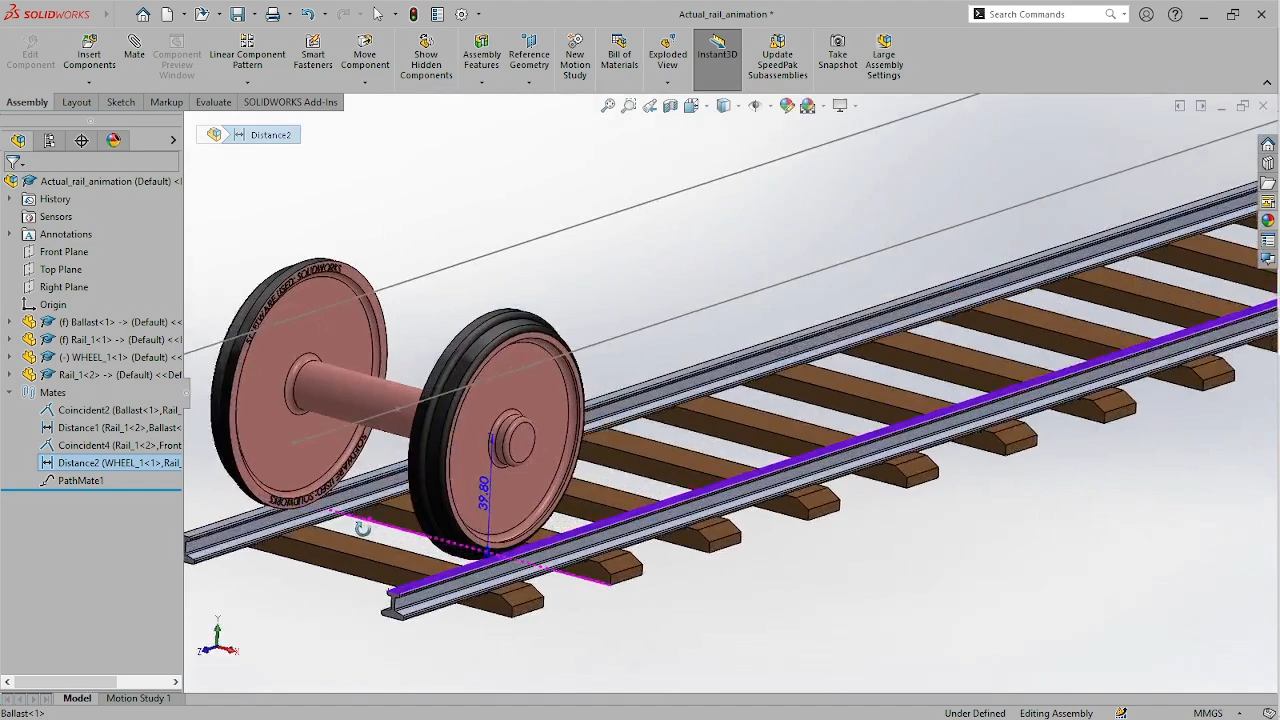 SOLIDWORKS
Actual_rail_animation *
Search Commands
Edit Component
Insert Components
Mate
Component Preview Window
Linear Component Pattern
Smart Fasteners
Move Component
Show Hidden Components
Assembly Features
Reference Geometry
New Motion Study
Bill of Materials
Exploded View
Instant3D
Update SpeedPak Subassemblies
Take Snapshot
Large Assembly Settings
Assembly
Layout
Sketch
Markup
Evaluate
SOLIDWORKS Add-Ins
Distance2
Actual_rail_animation (Default) <
History
Sensors
Annotations
Front Plane
Top Plane
Right Plane
Origin
(f) Ballast<1> -> (Default) <<
(f) Rail_1<1> -> (Default) <<
(-) WHEEL_1<1> (Default) <<
Rail_1<2> -> (Default) <<De
Mates
Coincident2 (Ballast<1>,Rail_
Distance1 (Rail_1<2>,Ballast<
Coincident4 (Rail_1<2>,Front
Distance2 (WHEEL_1<1>,Rail_
PathMate1
39.80
Y
Z
X
Model
Motion Study 1
Ballast<1>
Under Defined
Editing Assembly
MMGS